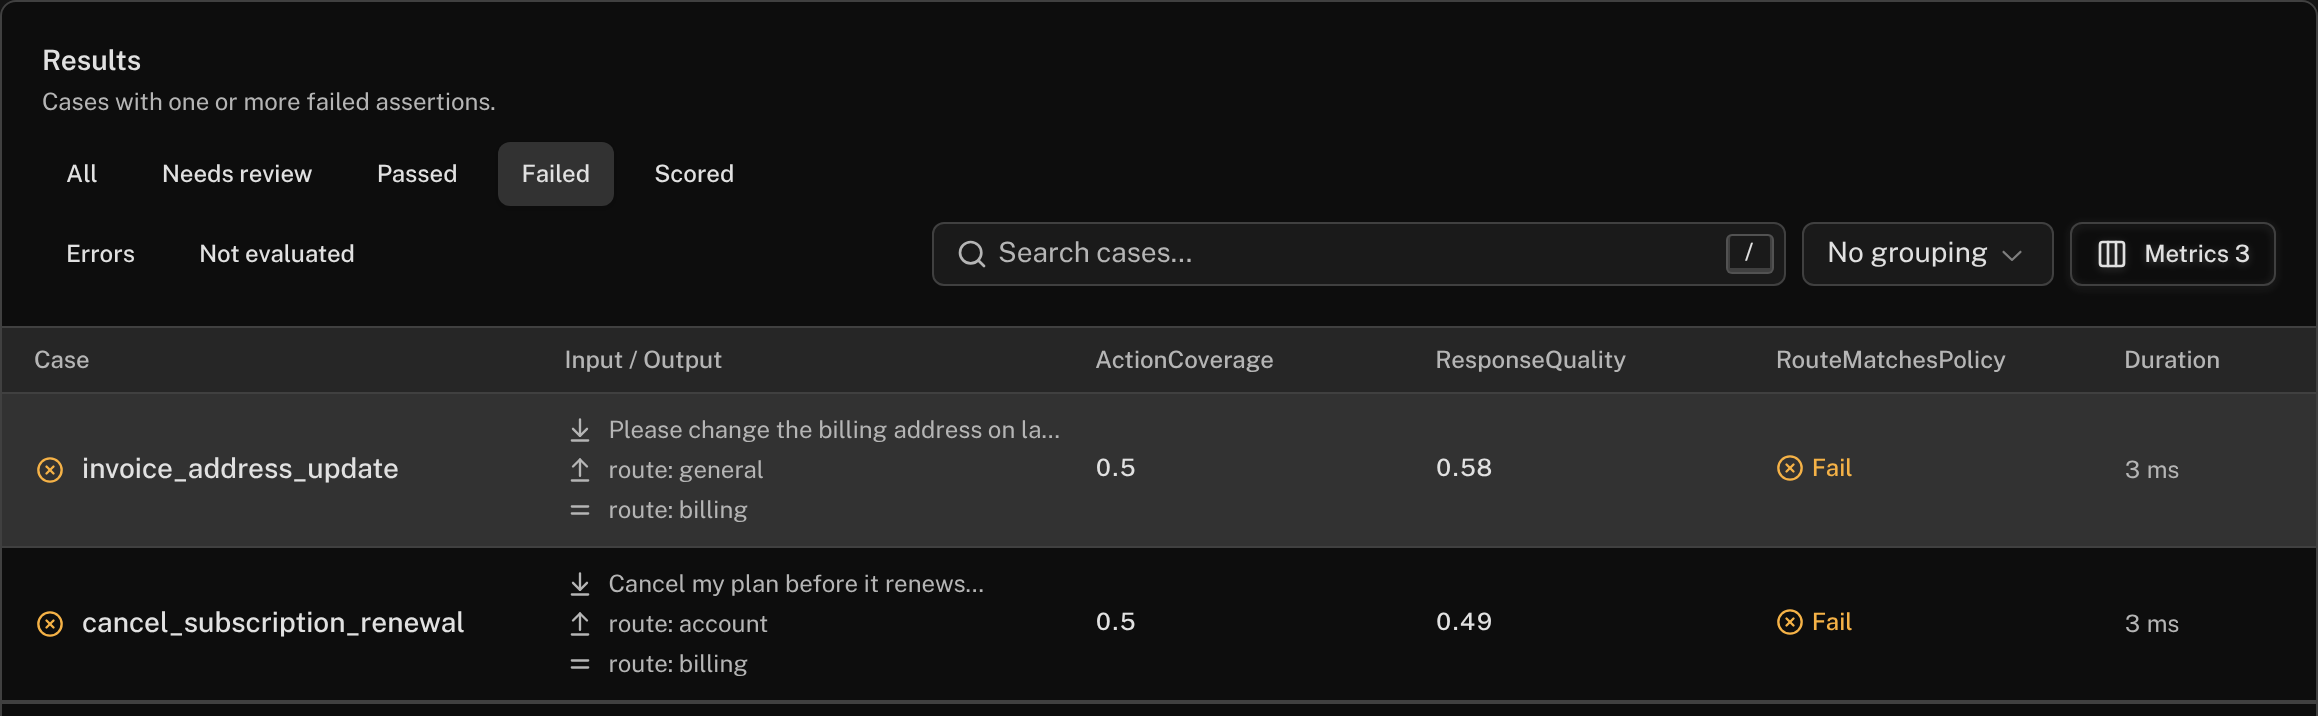 Results
Cases with one or more failed assertions.
All Needs review Passed Failed Scored
Errors Not evaluated Search cases... / No grouping Metrics 3
Case Input / Output ActionCoverage ResponseQuality RouteMatchesPolicy Duration
Please change the billing address on la...
invoice_address_update route: general 0.5 0.58 Fail 3 ms
= route: billing
Cancel my plan before it renews...
cancel_subscription_renewal route: account 0.5 0.49 Fail 3 ms
= route: billing